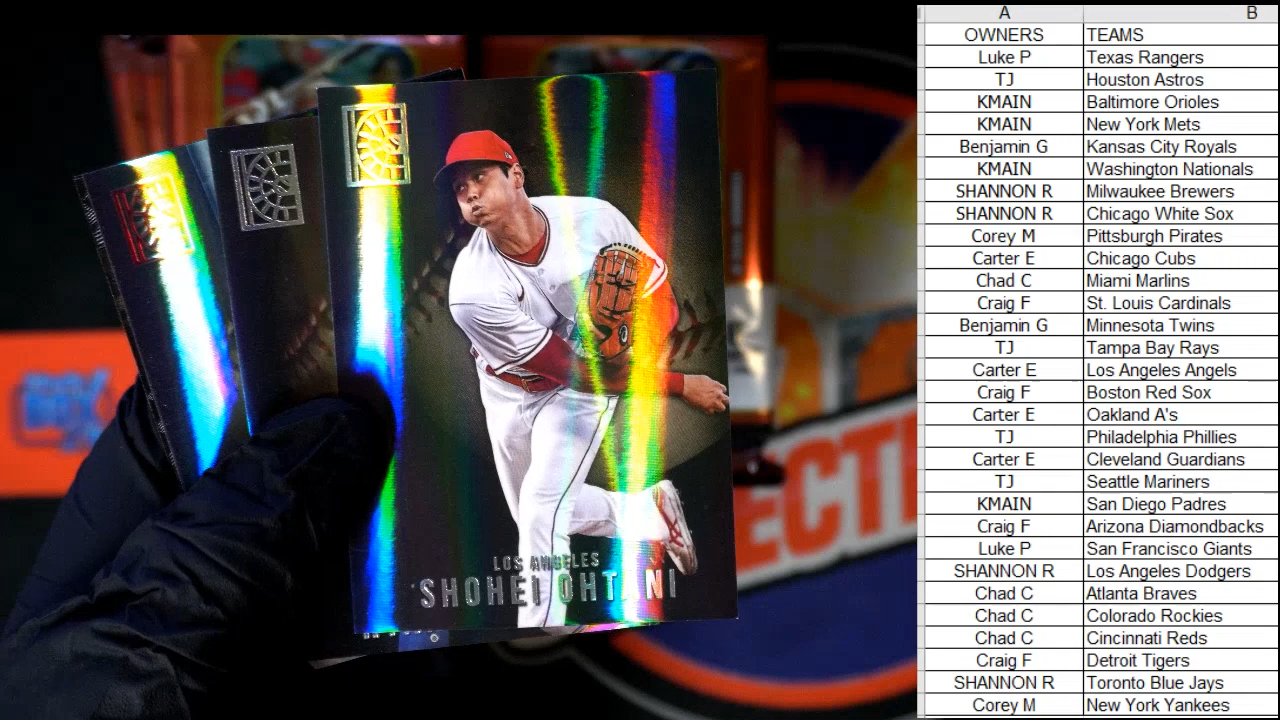 LOS ANGELES
SHOHEI OHTANI
ECTI
A B
OWNERS TEAMS
Luke P Texas Rangers
TJ Houston Astros
KMAIN Baltimore Orioles
KMAIN New York Mets
Benjamin G Kansas City Royals
KMAIN Washington Nationals
SHANNON R Milwaukee Brewers
SHANNON R Chicago White Sox
Corey M Pittsburgh Pirates
Carter E Chicago Cubs
Chad C Miami Marlins
Craig F St. Louis Cardinals
Benjamin G Minnesota Twins
TJ Tampa Bay Rays
Carter E Los Angeles Angels
Craig F Boston Red Sox
Carter E Oakland A's
TJ Philadelphia Phillies
Carter E Cleveland Guardians
TJ Seattle Mariners
KMAIN San Diego Padres
Craig F Arizona Diamondbacks
Luke P San Francisco Giants
SHANNON R Los Angeles Dodgers
Chad C Atlanta Braves
Chad C Colorado Rockies
Chad C Cincinnati Reds
Craig F Detroit Tigers
SHANNON R Toronto Blue Jays
Corey M New York Yankees